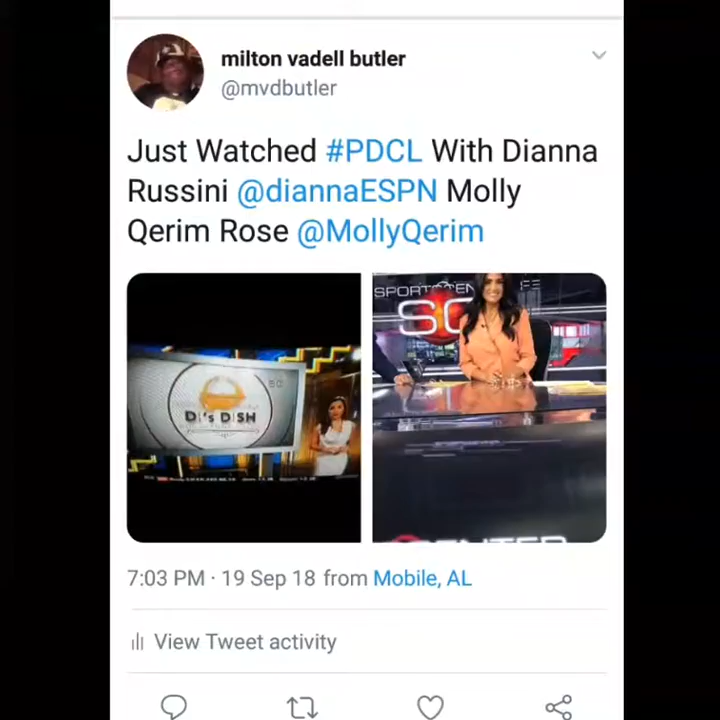 milton vadell butler
@mvdbutler
Just Watched #PDCL With Dianna
Russini @diannaESPN Molly
Qerim Rose @MollyQerim
DI's DISH
SC
7:03 PM · 19 Sep 18 from Mobile, AL
View Tweet activity